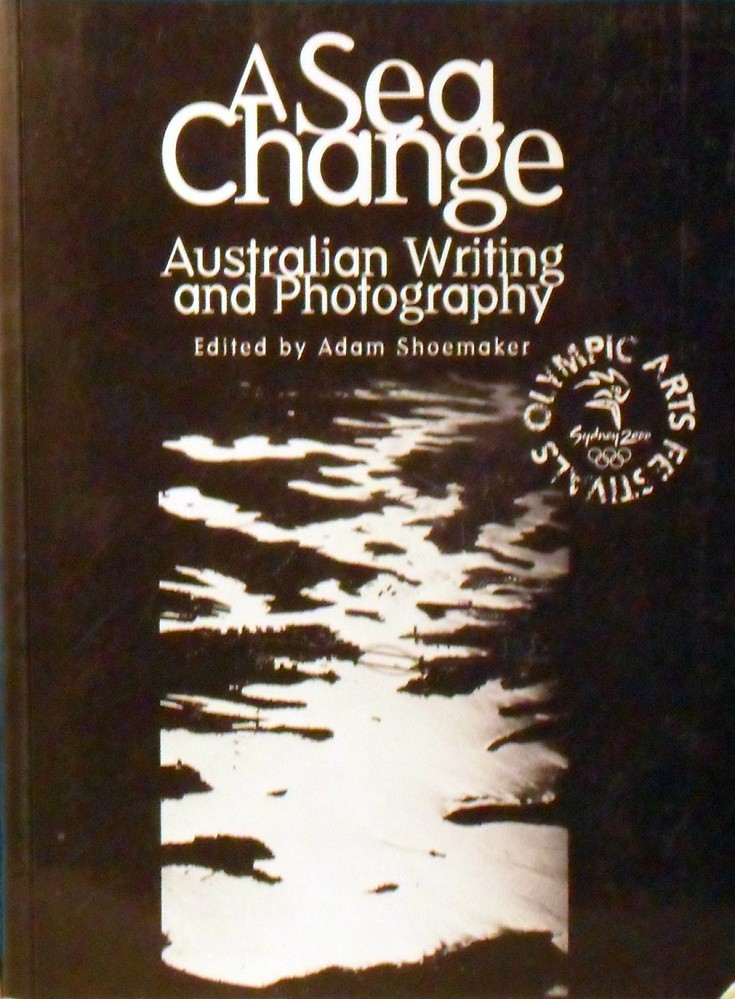 A Sea
Change
Australian Writing
and Photography
Edited by Adam Shoemaker
OLYMPIC ARTS FESTIVALS
Sydney 2000